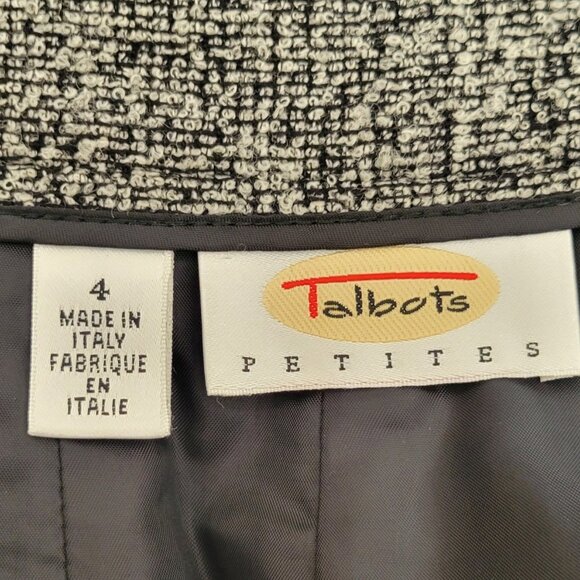 4
MADE IN
ITALY
FABRIQUE
EN
ITALIE
Talbots
PETITES